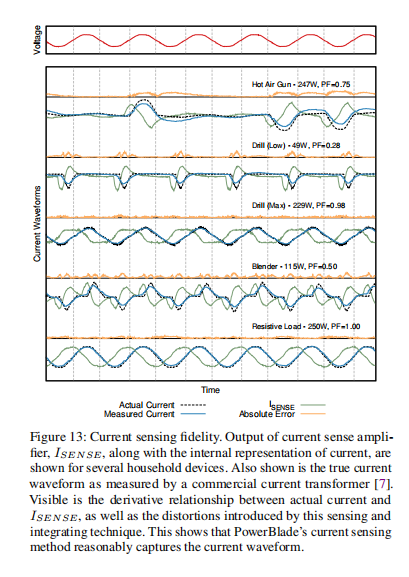 Voltage
Hot Air Gun - 247W, PF=0.75
Drill (Low) - 49W, PF=0.28
Drill (Max) - 229W, PF=0.98
Blender - 115W, PF=0.50
Resistive Load - 250W, PF=1.00
Current Waveforms
Time
Actual Current
Measured Current
ISENSE
Absolute Error
Figure 13: Current sensing fidelity. Output of current sense ampli-
fier, ISENSE, along with the internal representation of current, are
shown for several household devices. Also shown is the true current
waveform as measured by a commercial current transformer [7].
Visible is the derivative relationship between actual current and
ISENSE, as well as the distortions introduced by this sensing and
integrating technique. This shows that PowerBlade's current sensing
method reasonably captures the current waveform.